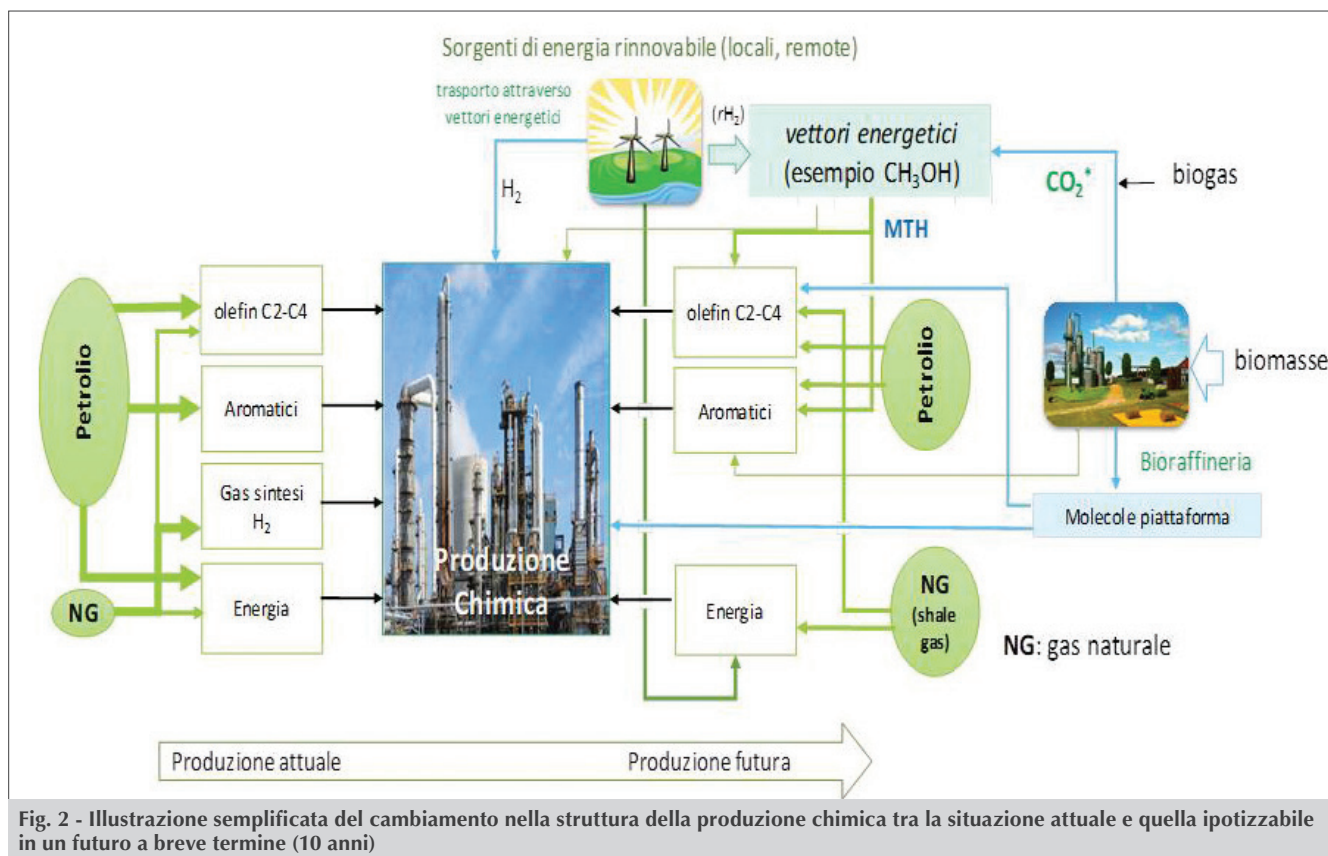 Sorgenti di energia rinnovabile (locali, remote)
trasporto attraverso
vettori energetici
(rH₂)
vettori energetici
(esempio CH₃OH)
H₂
CO₂*
biogas
MTH
Petrolio
olefin C2-C4
Aromatici
Gas sintesi
H₂
NG
Energia
Produzione
Chimica
olefin C2-C4
Aromatici
Petrolio
biomasse
Bioraffineria
Molecole piattaforma
Energia
NG
(shale
gas)
NG: gas naturale
Produzione attuale
Produzione futura
Fig. 2 - Illustrazione semplificata del cambiamento nella struttura della produzione chimica tra la situazione attuale e quella ipotizzabile
in un futuro a breve termine (10 anni)